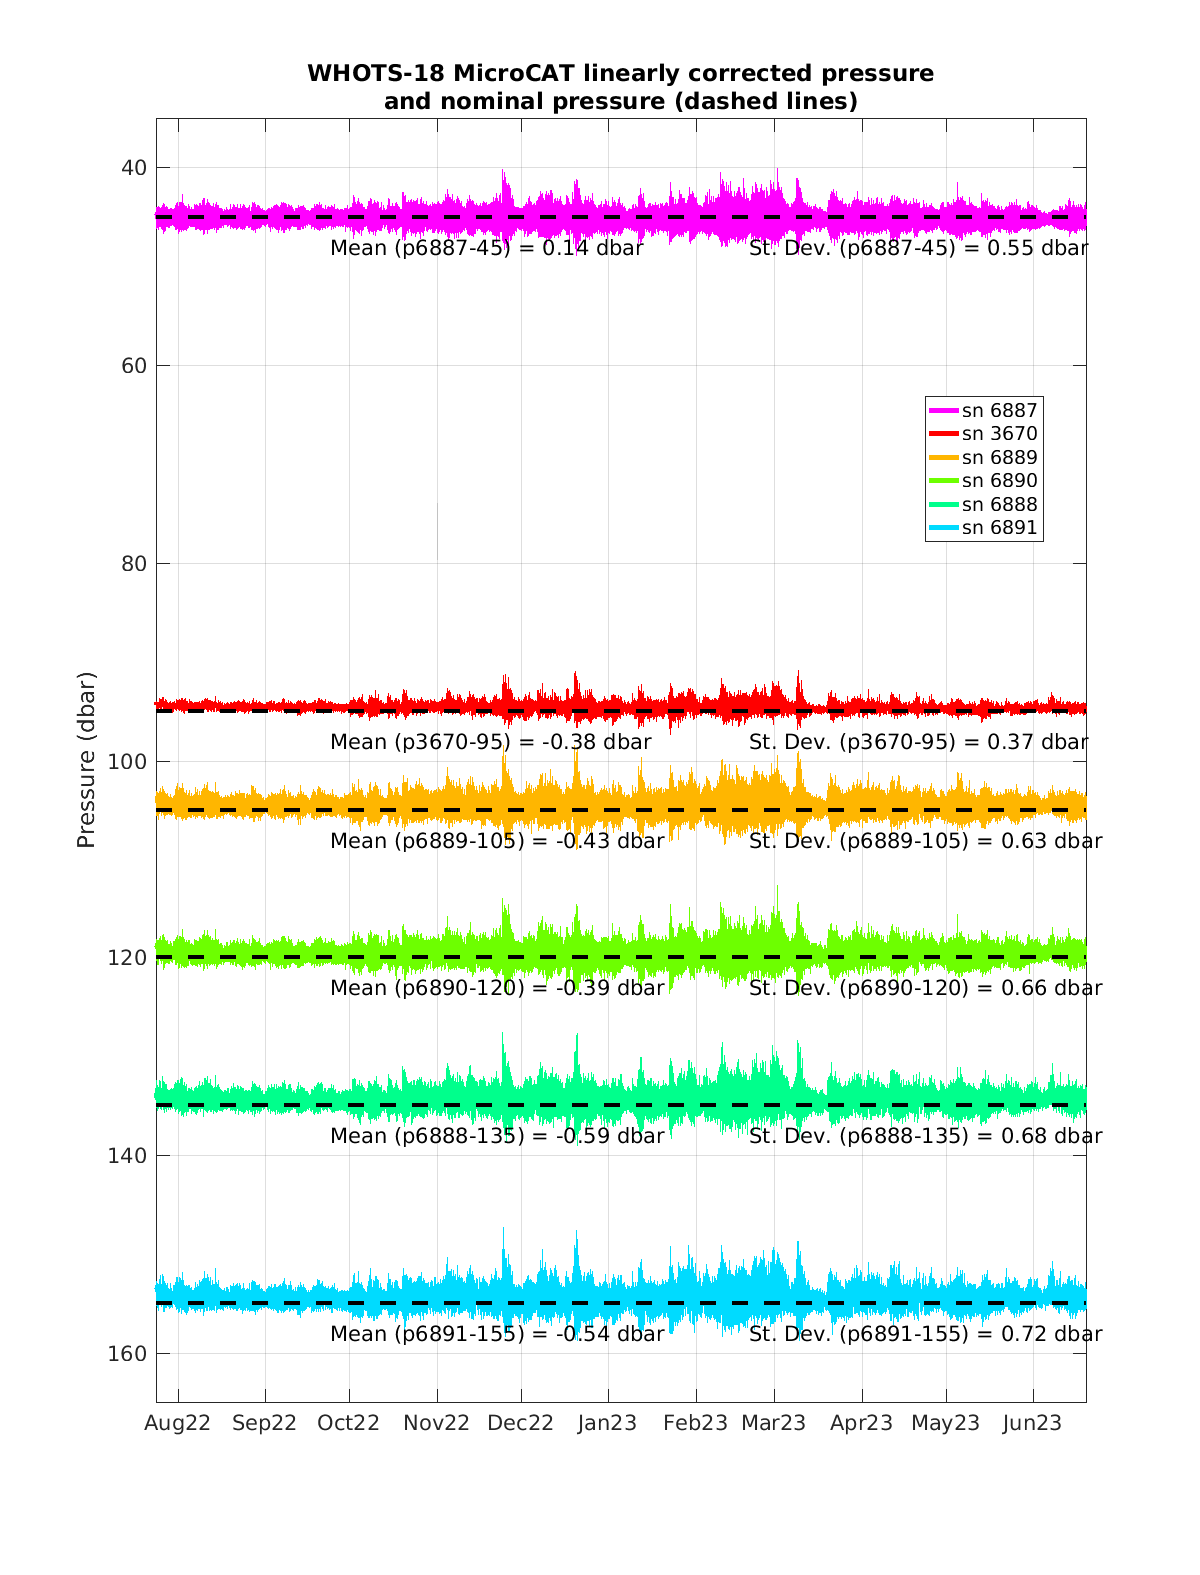 WHOTS-18 MicroCAT linearly corrected pressure
and nominal pressure (dashed lines)
Pressure (dbar)
40
60
80
100
120
140
160
Mean (p6887-45) = 0.14 dbar
St. Dev. (p6887-45) = 0.55 dbar
sn 6887
sn 3670
sn 6889
sn 6890
sn 6888
sn 6891
Mean (p3670-95) = -0.38 dbar
St. Dev. (p3670-95) = 0.37 dbar
Mean (p6889-105) = -0.43 dbar
St. Dev. (p6889-105) = 0.63 dbar
Mean (p6890-120) = -0.39 dbar
St. Dev. (p6890-120) = 0.66 dbar
Mean (p6888-135) = -0.59 dbar
St. Dev. (p6888-135) = 0.68 dbar
Mean (p6891-155) = -0.54 dbar
St. Dev. (p6891-155) = 0.72 dbar
Aug22 Sep22 Oct22 Nov22 Dec22 Jan23 Feb23 Mar23 Apr23 May23 Jun23